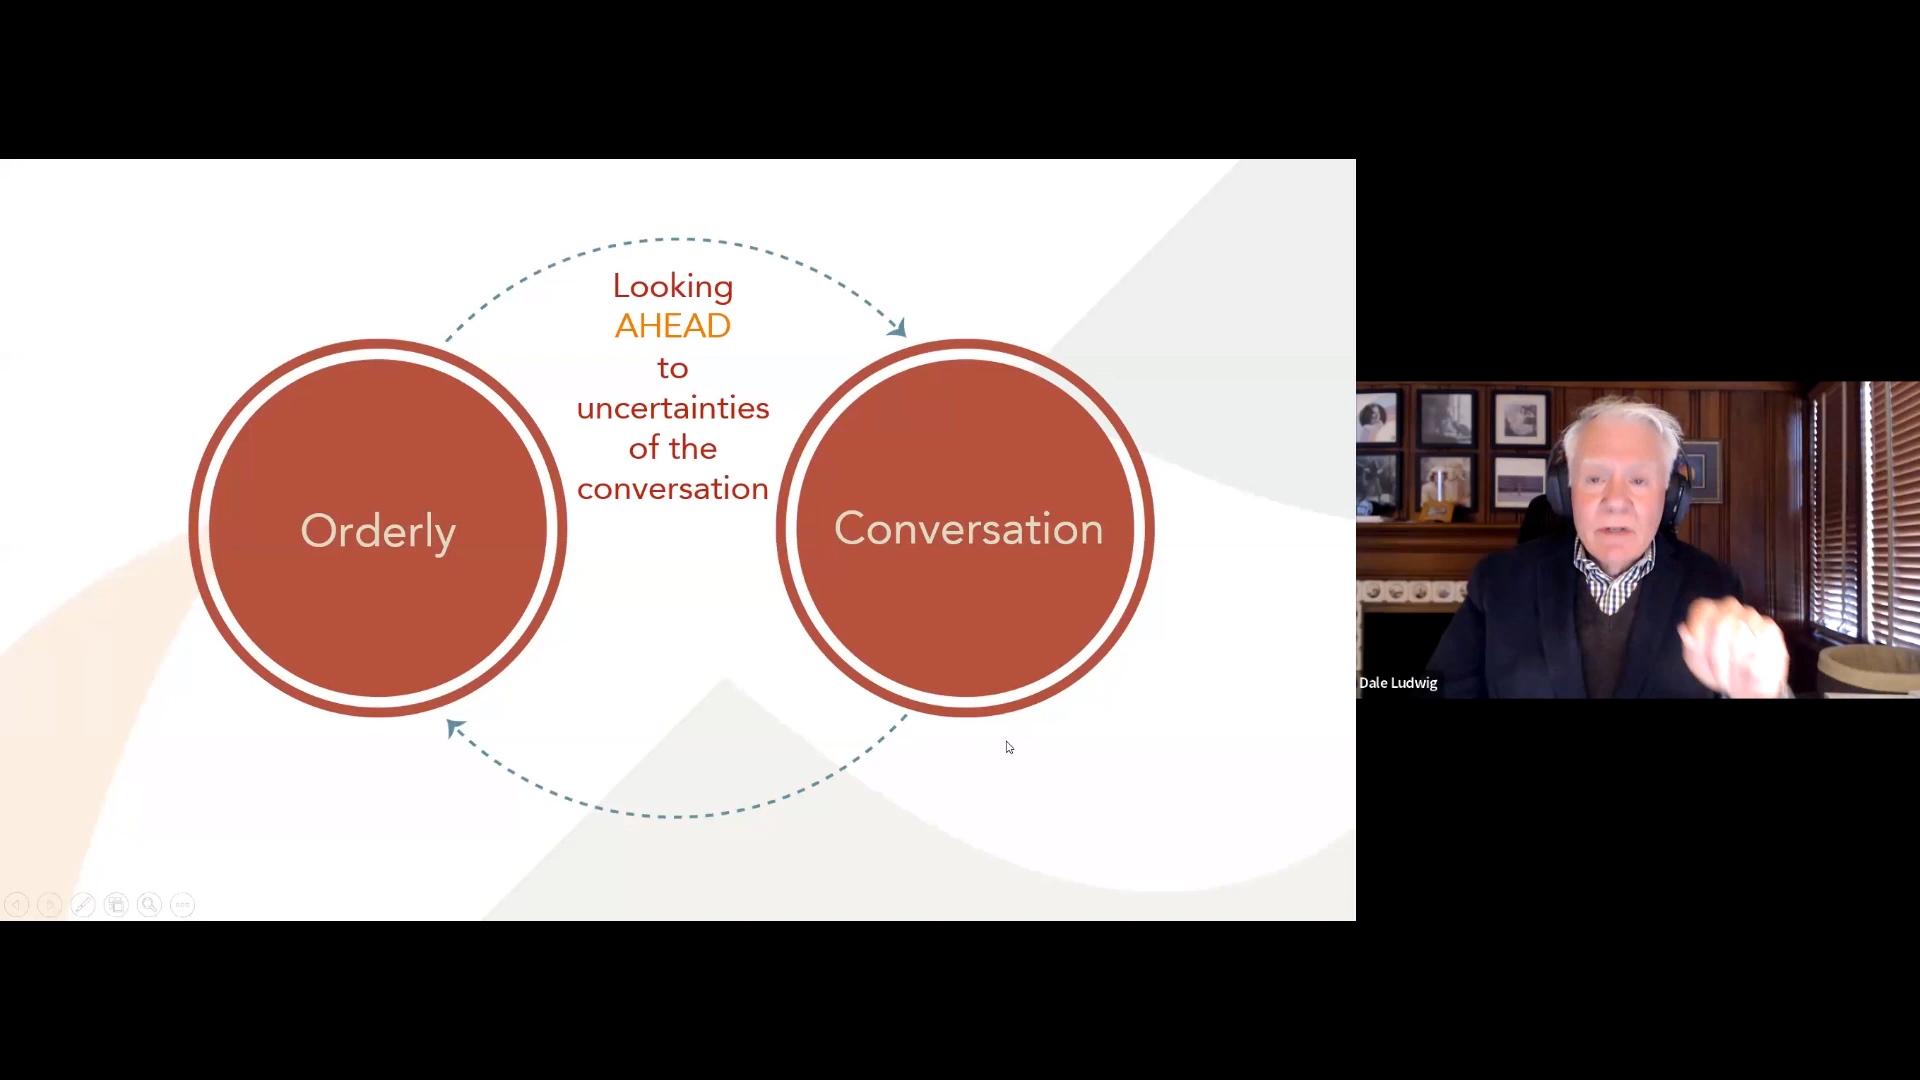 Looking
AHEAD
to
uncertainties
of the
conversation
Orderly
Conversation
Dale Ludwig